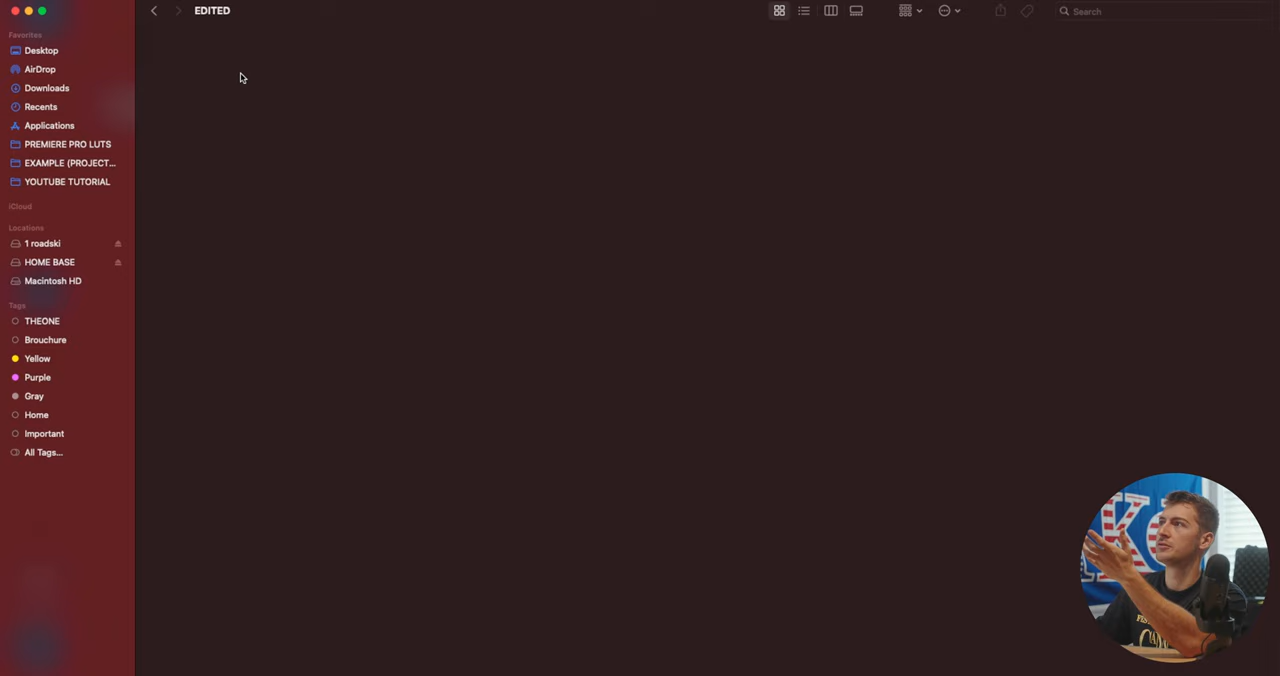 EDITED
Search
Favorites
Desktop
AirDrop
Downloads
Recents
Applications
PREMIERE PRO LUTS
EXAMPLE (PROJECT...
YOUTUBE TUTORIAL
iCloud
Locations
1 roadski
HOME BASE
Macintosh HD
Tags
THEONE
Brouchure
Yellow
Purple
Gray
Home
Important
All Tags...